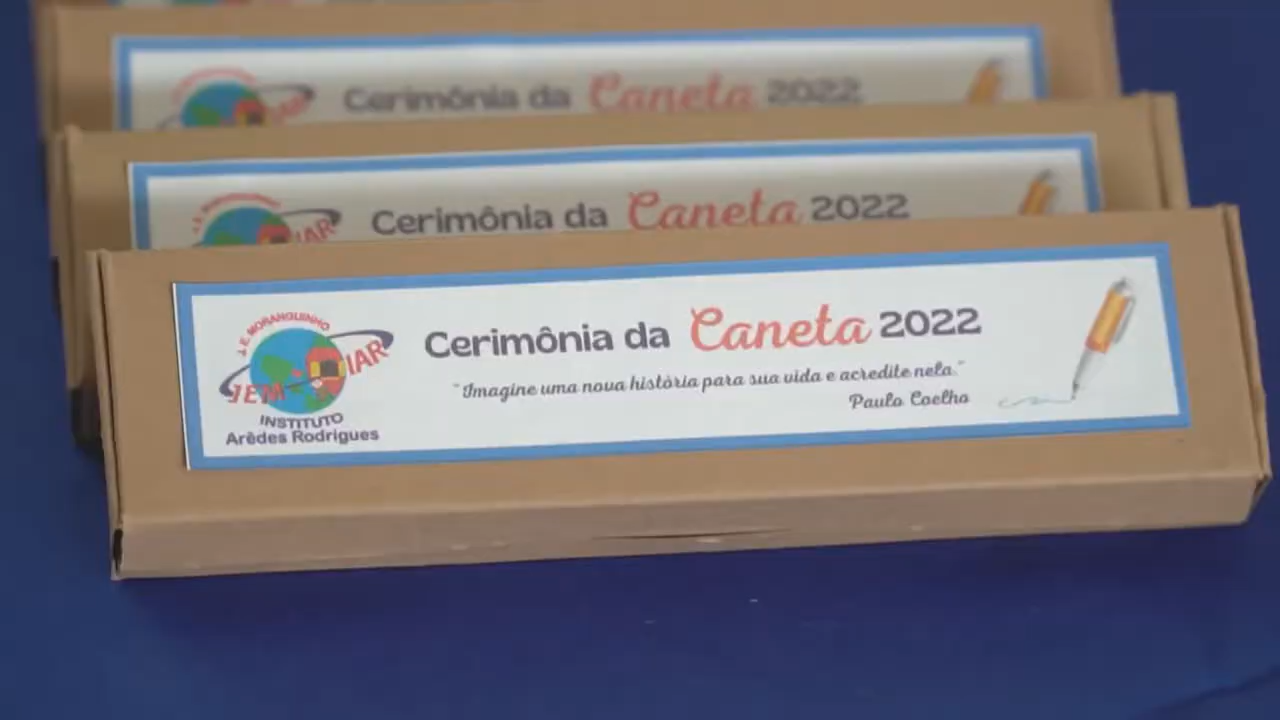 Cerimônia da Caneta 2022
Cerimônia da Caneta 2022
IAR
J. E. MORANGUINHO
JEM IAR
INSTITUTO
Arêdes Rodrigues
Cerimônia da Caneta 2022
"Imagine uma nova história para sua vida e acredite nela."
Paulo Coelho